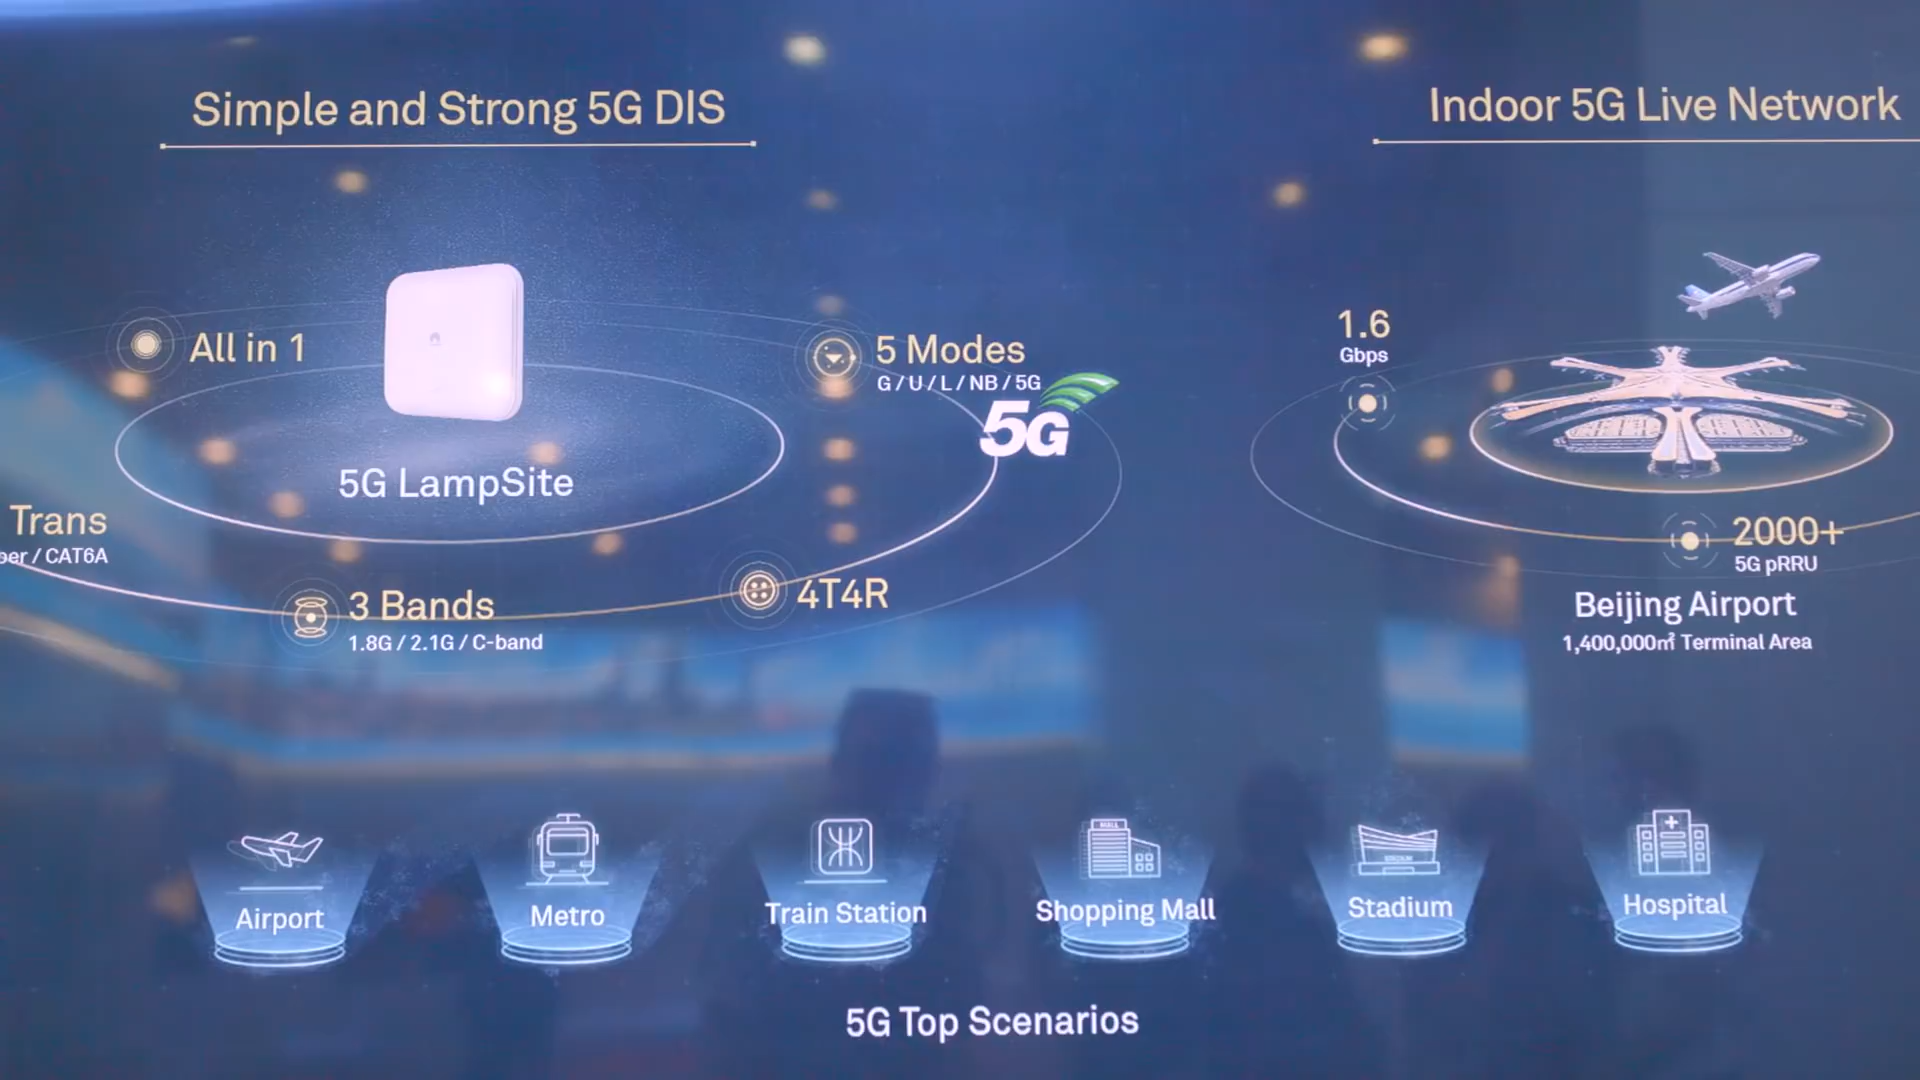 Simple and Strong 5G DIS
All in 1
5 Modes
G / U / L / NB / 5G
5G
5G LampSite
Trans
/ CAT6A
3 Bands
1.8G / 2.1G / C-band
4T4R
Indoor 5G Live Network
1.6
Gbps
2000+
5G pRRU
Beijing Airport
1,400,000㎡ Terminal Area
MALL
STADIUM
Airport
Metro
Train Station
Shopping Mall
Stadium
Hospital
5G Top Scenarios